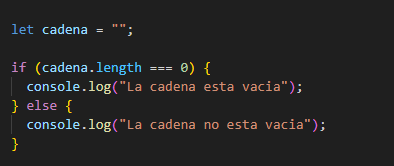 let cadena = "";
if (cadena.length === 0) {
console.log("La cadena esta vacia");
} else {
console.log("La cadena no esta vacia");
}